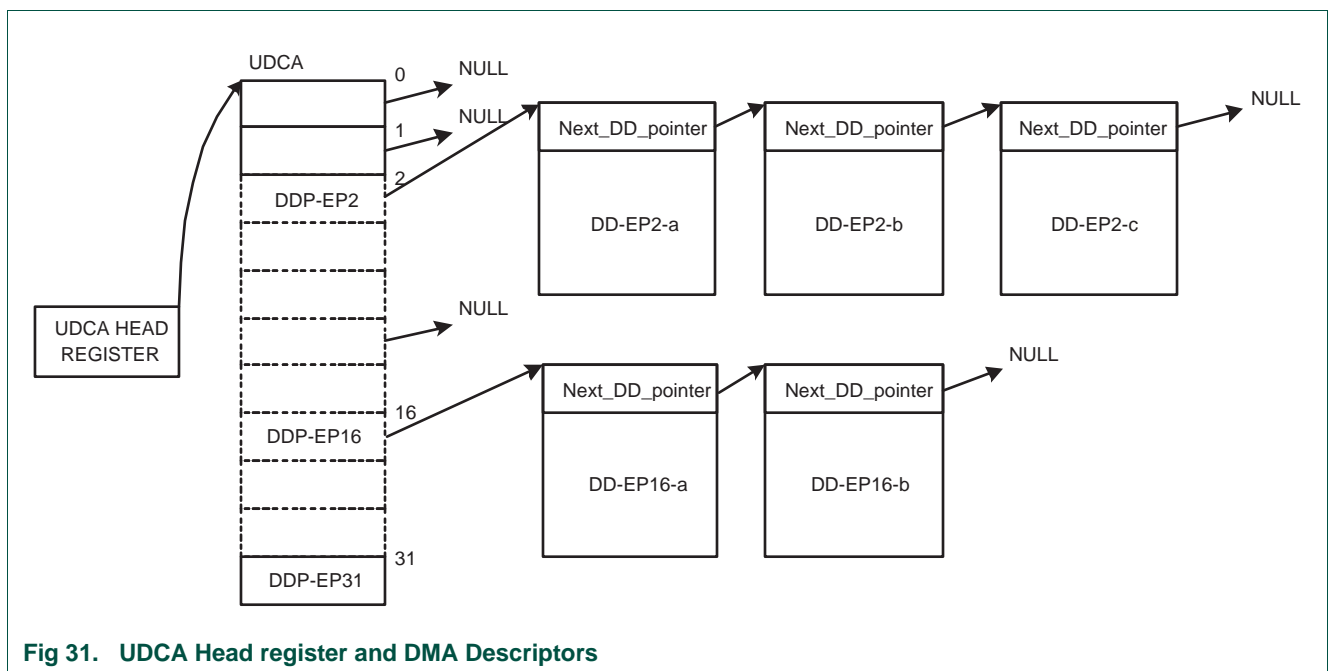 UDCA
0
NULL
1
NULL
2
NULL
Next_DD_pointer
Next_DD_pointer
Next_DD_pointer
DDP-EP2
DD-EP2-a
DD-EP2-b
DD-EP2-c
UDCA HEAD
REGISTER
NULL
NULL
16
Next_DD_pointer
Next_DD_pointer
DDP-EP16
DD-EP16-a
DD-EP16-b
31
DDP-EP31
Fig 31. UDCA Head register and DMA Descriptors